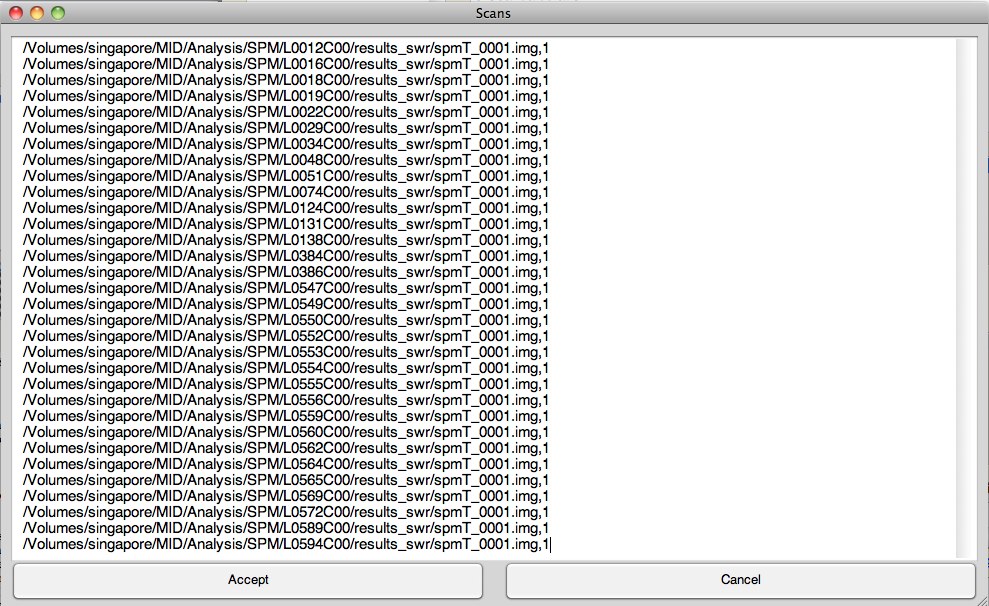 Scans
/Volumes/singapore/MID/Analysis/SPM/L0012C00/results_swr/spmT_0001.img,1
/Volumes/singapore/MID/Analysis/SPM/L0016C00/results_swr/spmT_0001.img,1
/Volumes/singapore/MID/Analysis/SPM/L0018C00/results_swr/spmT_0001.img,1
/Volumes/singapore/MID/Analysis/SPM/L0019C00/results_swr/spmT_0001.img,1
/Volumes/singapore/MID/Analysis/SPM/L0022C00/results_swr/spmT_0001.img,1
/Volumes/singapore/MID/Analysis/SPM/L0029C00/results_swr/spmT_0001.img,1
/Volumes/singapore/MID/Analysis/SPM/L0034C00/results_swr/spmT_0001.img,1
/Volumes/singapore/MID/Analysis/SPM/L0048C00/results_swr/spmT_0001.img,1
/Volumes/singapore/MID/Analysis/SPM/L0051C00/results_swr/spmT_0001.img,1
/Volumes/singapore/MID/Analysis/SPM/L0074C00/results_swr/spmT_0001.img,1
/Volumes/singapore/MID/Analysis/SPM/L0124C00/results_swr/spmT_0001.img,1
/Volumes/singapore/MID/Analysis/SPM/L0131C00/results_swr/spmT_0001.img,1
/Volumes/singapore/MID/Analysis/SPM/L0138C00/results_swr/spmT_0001.img,1
/Volumes/singapore/MID/Analysis/SPM/L0384C00/results_swr/spmT_0001.img,1
/Volumes/singapore/MID/Analysis/SPM/L0386C00/results_swr/spmT_0001.img,1
/Volumes/singapore/MID/Analysis/SPM/L0547C00/results_swr/spmT_0001.img,1
/Volumes/singapore/MID/Analysis/SPM/L0549C00/results_swr/spmT_0001.img,1
/Volumes/singapore/MID/Analysis/SPM/L0550C00/results_swr/spmT_0001.img,1
/Volumes/singapore/MID/Analysis/SPM/L0552C00/results_swr/spmT_0001.img,1
/Volumes/singapore/MID/Analysis/SPM/L0553C00/results_swr/spmT_0001.img,1
/Volumes/singapore/MID/Analysis/SPM/L0554C00/results_swr/spmT_0001.img,1
/Volumes/singapore/MID/Analysis/SPM/L0555C00/results_swr/spmT_0001.img,1
/Volumes/singapore/MID/Analysis/SPM/L0556C00/results_swr/spmT_0001.img,1
/Volumes/singapore/MID/Analysis/SPM/L0559C00/results_swr/spmT_0001.img,1
/Volumes/singapore/MID/Analysis/SPM/L0560C00/results_swr/spmT_0001.img,1
/Volumes/singapore/MID/Analysis/SPM/L0562C00/results_swr/spmT_0001.img,1
/Volumes/singapore/MID/Analysis/SPM/L0564C00/results_swr/spmT_0001.img,1
/Volumes/singapore/MID/Analysis/SPM/L0565C00/results_swr/spmT_0001.img,1
/Volumes/singapore/MID/Analysis/SPM/L0569C00/results_swr/spmT_0001.img,1
/Volumes/singapore/MID/Analysis/SPM/L0572C00/results_swr/spmT_0001.img,1
/Volumes/singapore/MID/Analysis/SPM/L0589C00/results_swr/spmT_0001.img,1
/Volumes/singapore/MID/Analysis/SPM/L0594C00/results_swr/spmT_0001.img,1
Accept
Cancel